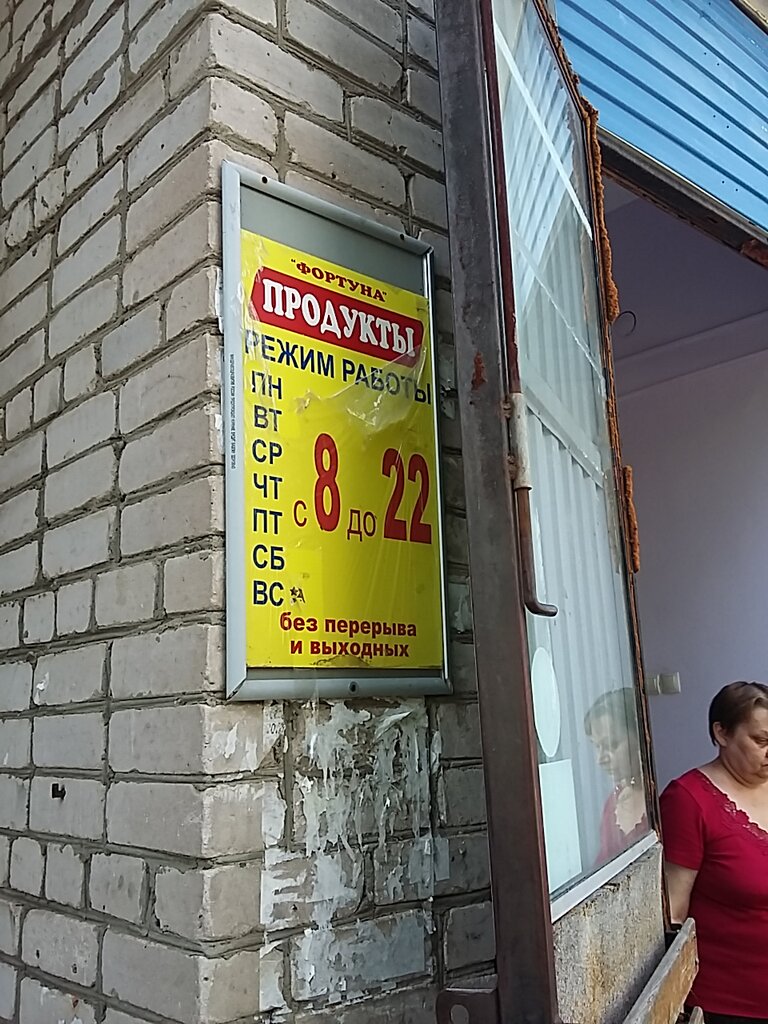 "ФОРТУНА"
ПРОДУКТЫ
РЕЖИМ РАБОТЫ
ПН
ВТ
СР
ЧТ
ПТ
СБ
ВС
с 8 до 22
без перерыва
и выходных